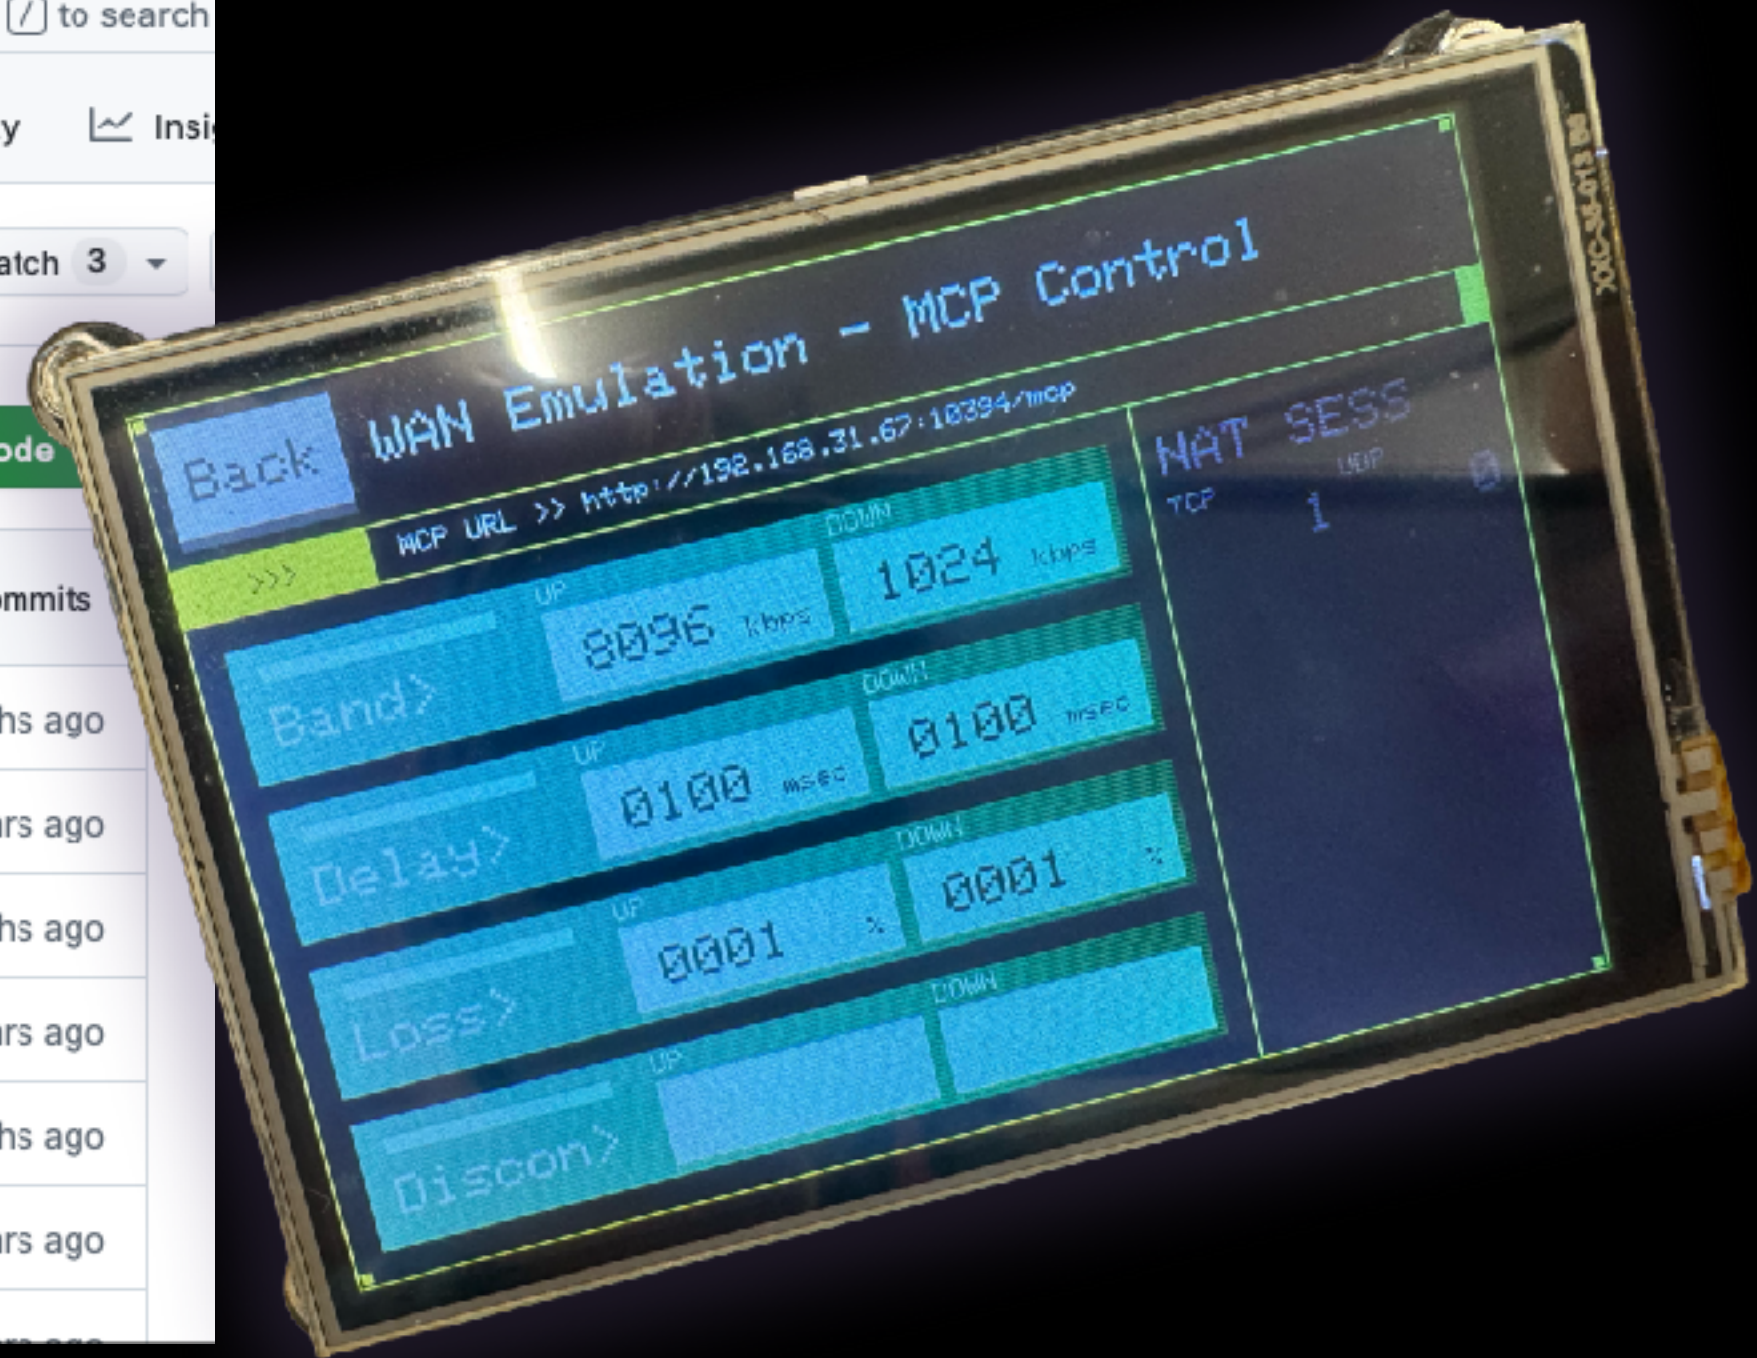 / to search
y
Insi
atch 3
ode
ommits
hs ago
ars ago
hs ago
ars ago
hs ago
ars ago
Back
WAN Emulation - MCP Control
>>>
MCP URL >> http://192.168.31.67:10394/mcp
Band>
UP
8096 kbps
DOWN
1024 kbps
Delay>
UP
0100 msec
DOWN
0100 msec
Loss>
UP
0001 %
DOWN
0001 %
Discon>
UP
DOWN
NAT SESS
TCP 1
UDP 0